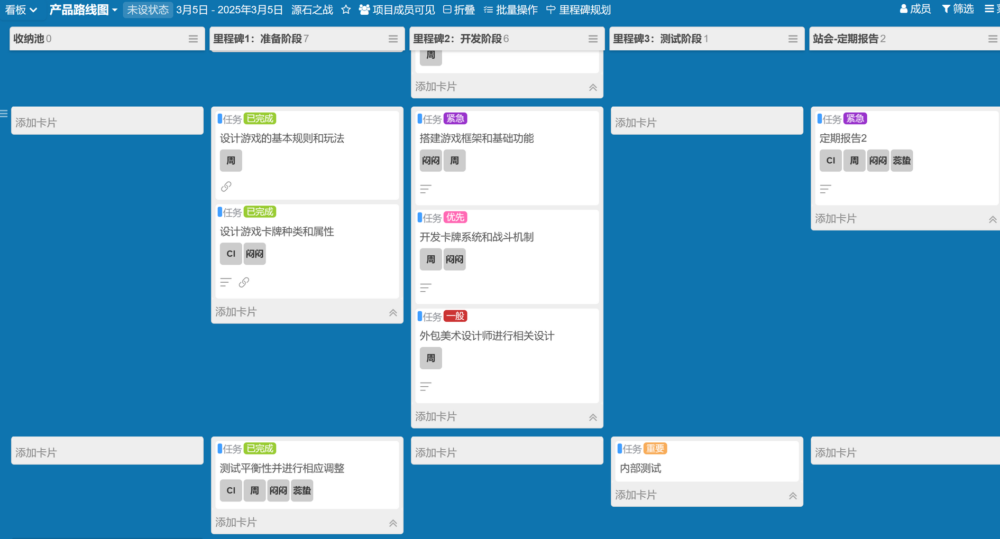 看板 产品路线图 未设状态 3月5日 - 2025年3月5日 源石之战 项目成员可见 折叠 批量操作 里程碑规划 成员 筛选
收纳池 0
里程碑1：准备阶段 7
里程碑2：开发阶段 6
里程碑3：测试阶段 1
站会-定期报告 2
周
添加卡片
添加卡片
任务 已完成
设计游戏的基本规则和玩法
周
任务 已完成
设计游戏卡牌种类和属性
CI 闷闷
添加卡片
任务 紧急
搭建游戏框架和基础功能
闷闷 周
任务 优先
开发卡牌系统和战斗机制
周 闷闷
任务 一般
外包美术设计师进行相关设计
周
添加卡片
添加卡片
任务 紧急
定期报告2
CI 周 闷闷 蕊蛰
添加卡片
添加卡片
任务 已完成
测试平衡性并进行相应调整
CI 周 闷闷 蕊蛰
添加卡片
添加卡片
任务 重要
内部测试
添加卡片
添加卡片